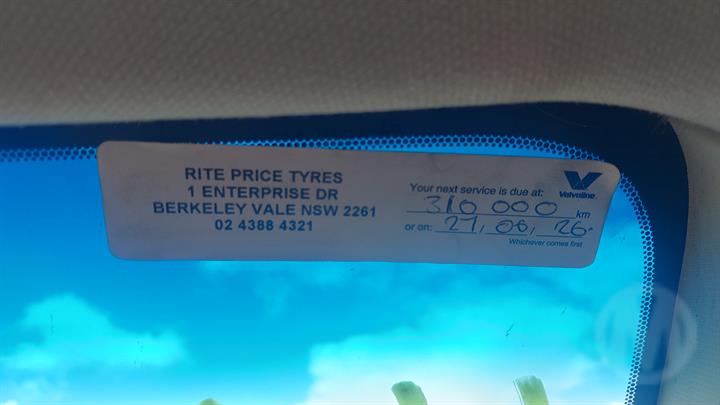 RITE PRICE TYRES
1 ENTERPRISE DR
BERKELEY VALE NSW 2261
02 4388 4321
Valvoline
Your next service is due at:
310 000 km
or on: 27, 06, 26.
Whichever comes first
M